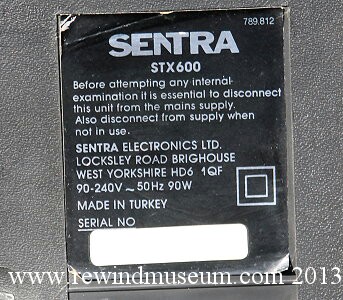 789.812
SENTRA
STX600
Before attempting any internal
examination it is essential to disconnect
this unit from the mains supply.
Also disconnect from supply when
not in use.
SENTRA ELECTRONICS LTD.
LOCKSLEY ROAD BRIGHOUSE
WEST YORKSHIRE HD6 1QF
90-240V~ 50Hz 90W
MADE IN TURKEY
SERIAL NO
www.rewindmuseum.com 2013